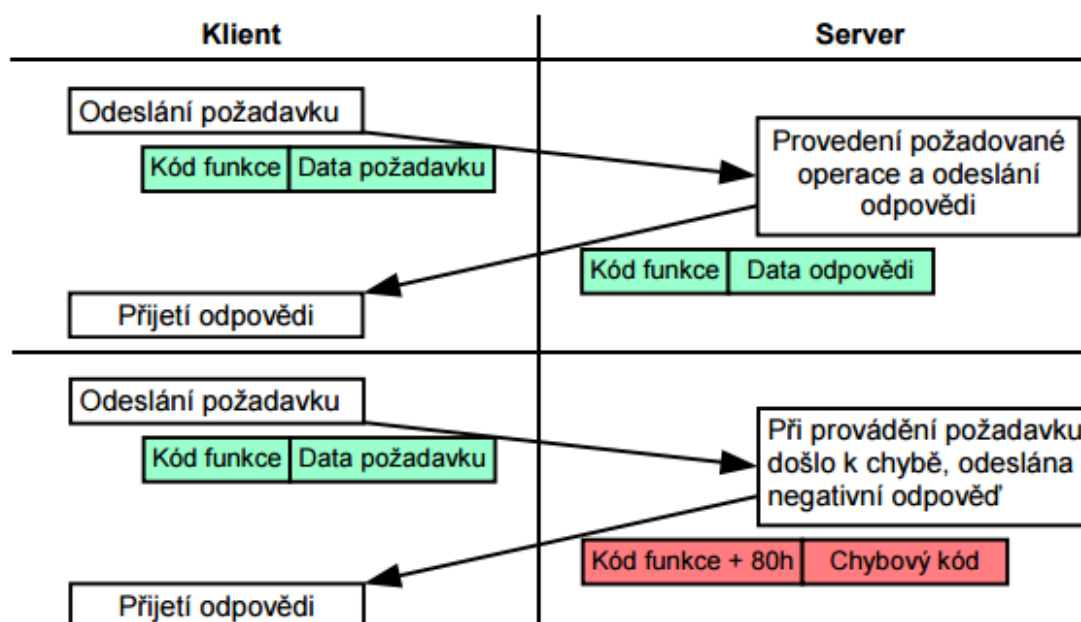 Klient
Server
Odeslání požadavku
Kód funkce
Data požadavku
Provedení požadované
operace a odeslání
odpovědi
Kód funkce
Data odpovědi
Přijetí odpovědi
Odeslání požadavku
Kód funkce
Data požadavku
Při provádění požadavku
došlo k chybě, odeslána
negativní odpověď
Kód funkce + 80h
Chybový kód
Přijetí odpovědi